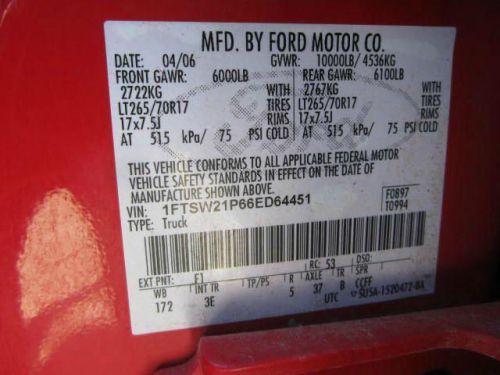 MFD. BY FORD MOTOR CO.
DATE: 04/06 GVWR: 10000LB/ 4536KG
FRONT GAWR: 6000LB REAR GAWR: 6100LB
2722KG WITH 2767KG WITH
LT265/70R17 TIRES LT265/70R17 TIRES
17x7.5J RIMS 17x7.5J RIMS
AT 515 kPa/ 75 PSI COLD AT 515 kPa/ 75 PSI COLD
THIS VEHICLE CONFORMS TO ALL APPLICABLE FEDERAL MOTOR
VEHICLE SAFETY STANDARDS IN EFFECT ON THE DATE OF
MANUFACTURE SHOWN ABOVE.
VIN: 1FTSW21P66ED64451 F0897
TYPE: Truck T0994
EXT PNT: F1 RC: 53 DSO:
WB INT TR TP/PS R AXLE TR SPR
172 3E 5 37 B CCFF
UTC 5U5A-1520472-BA